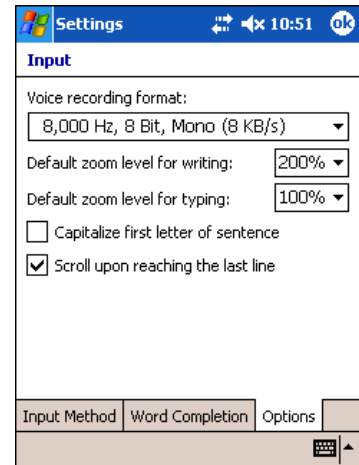 Settings 10:51 ok
Input
Voice recording format:
8,000 Hz, 8 Bit, Mono (8 KB/s)
Default zoom level for writing: 200%
Default zoom level for typing: 100%
Capitalize first letter of sentence
Scroll upon reaching the last line
Input Method Word Completion Options